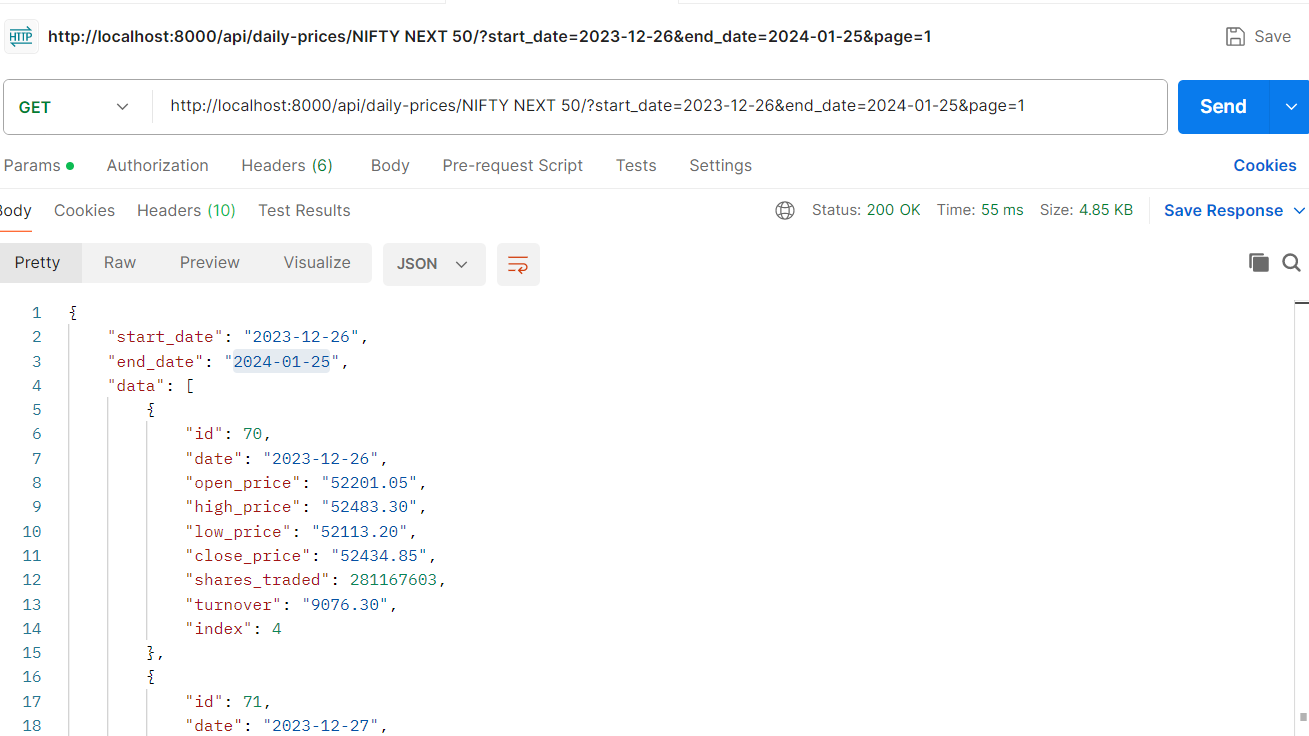 HTTP http://localhost:8000/api/daily-prices/NIFTY NEXT 50/?start_date=2023-12-26&end_date=2024-01-25&page=1 Save
GET http://localhost:8000/api/daily-prices/NIFTY NEXT 50/?start_date=2023-12-26&end_date=2024-01-25&page=1 Send
Params Authorization Headers (6) Body Pre-request Script Tests Settings Cookies
Body Cookies Headers (10) Test Results Status: 200 OK Time: 55 ms Size: 4.85 KB Save Response
Pretty Raw Preview Visualize JSON
1 {
2 "start_date": "2023-12-26",
3 "end_date": "2024-01-25",
4 "data": [
5 {
6 "id": 70,
7 "date": "2023-12-26",
8 "open_price": "52201.05",
9 "high_price": "52483.30",
10 "low_price": "52113.20",
11 "close_price": "52434.85",
12 "shares_traded": 281167603,
13 "turnover": "9076.30",
14 "index": 4
15 },
16 {
17 "id": 71,
18 "date": "2023-12-27",